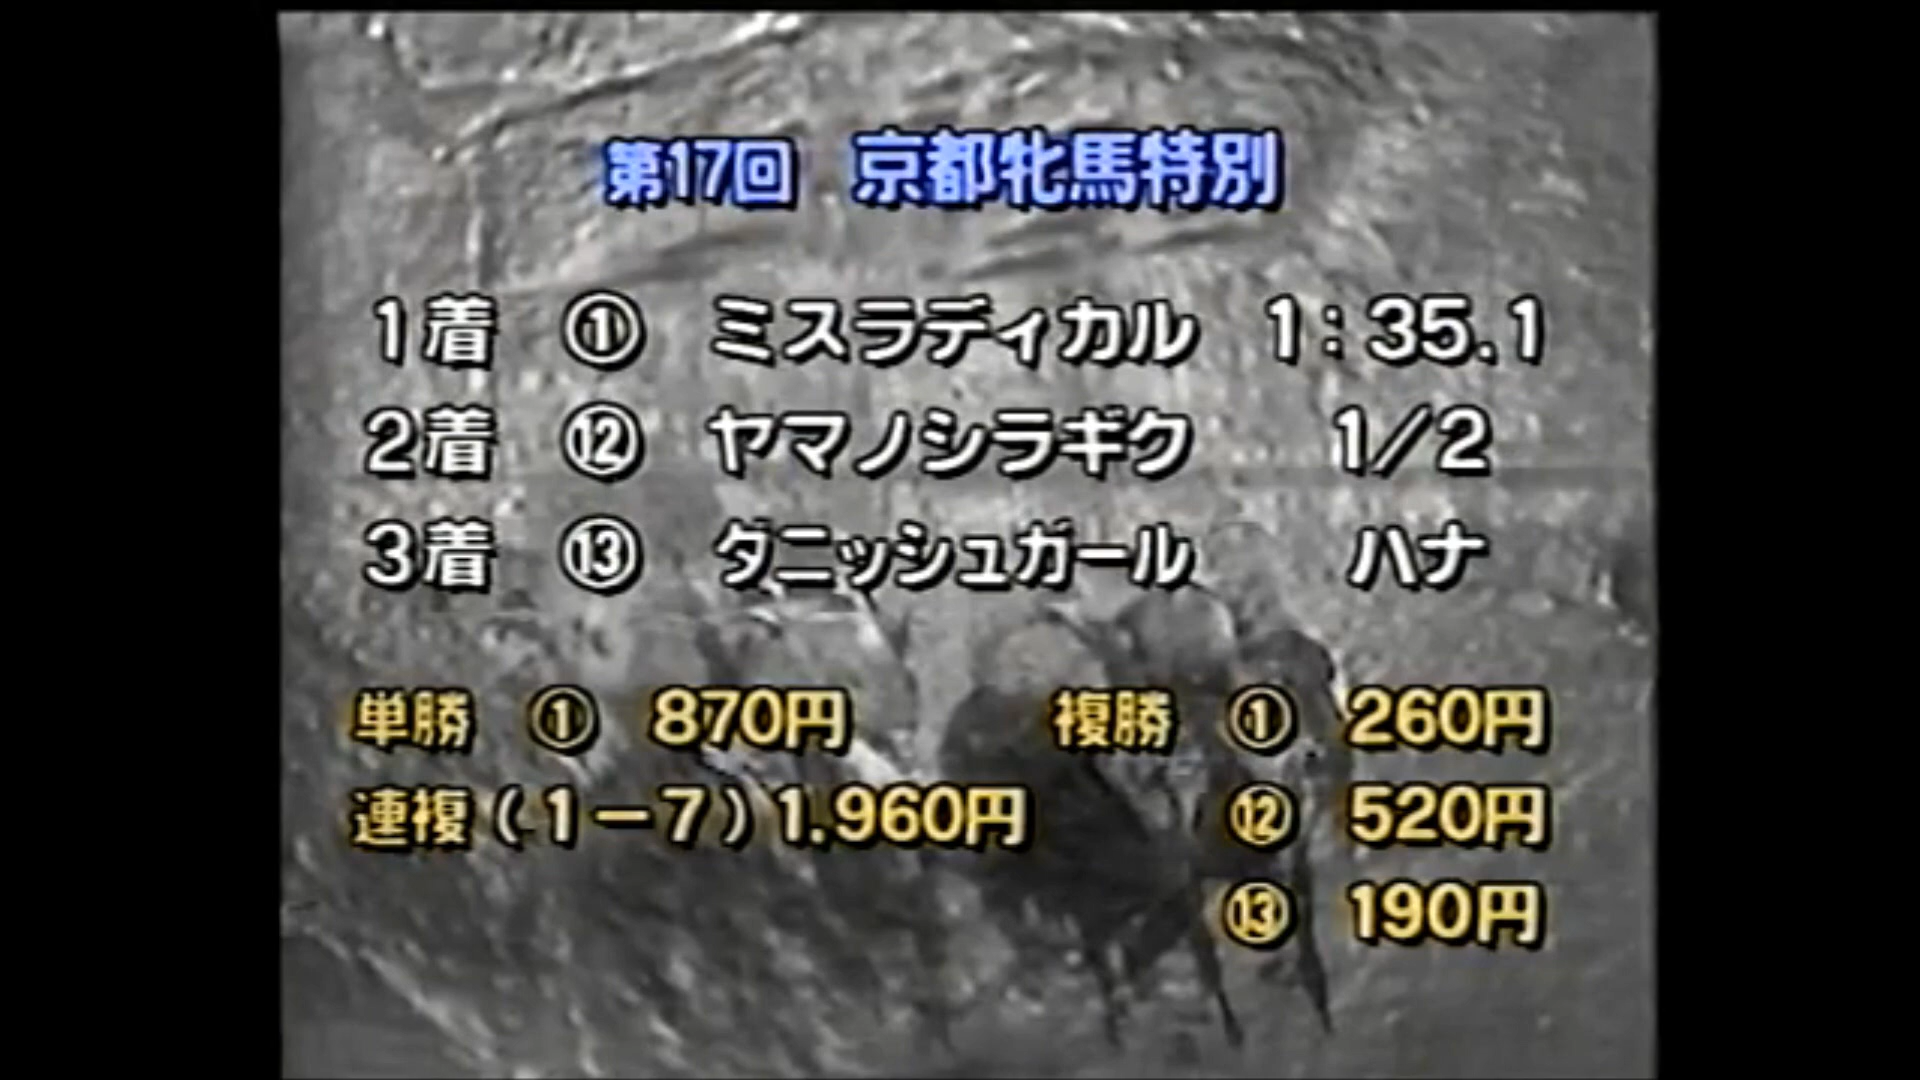 第17回 京都牝馬特別
1着 ① ミスラディカル 1:35.1
2着 ⑫ ヤマノシラギク 1/2
3着 ⑬ ダニッシュガール ハナ
単勝 ① 870円 複勝 ① 260円
連複(1-7)1.960円 ⑫ 520円
⑬ 190円